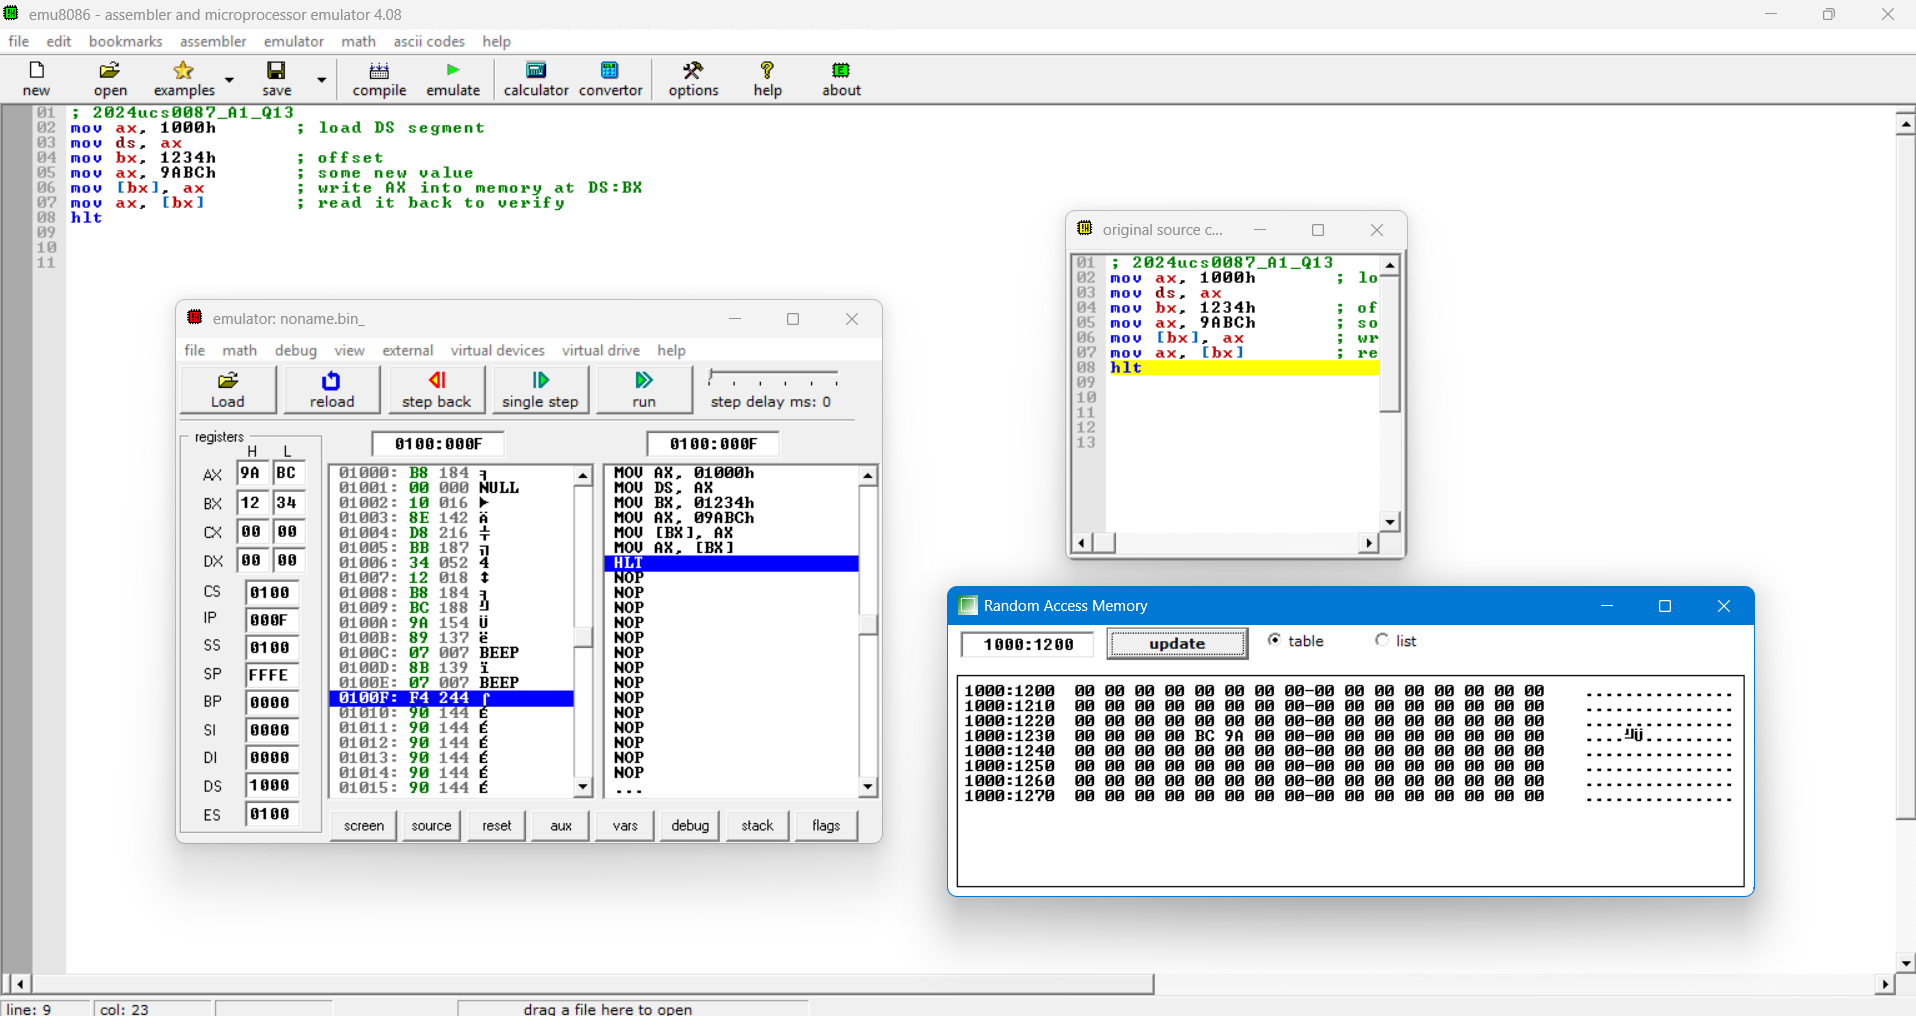 emu8086 - assembler and microprocessor emulator 4.08
file edit bookmarks assembler emulator math ascii codes help
new open examples save compile emulate calculator convertor options help about
01 ; 2024ucs0087_A1_Q13
02 mov ax, 1000h ; load DS segment
03 mov ds, ax
04 mov bx, 1234h ; offset
05 mov ax, 9ABCh ; some new value
06 mov [bx], ax ; write AX into memory at DS:BX
07 mov ax, [bx] ; read it back to verify
08 hlt
09
10
11
original source c...
01 ; 2024ucs0087_A1_Q13
02 mov ax, 1000h ; lo
03 mov ds, ax
04 mov bx, 1234h ; of
05 mov ax, 9ABCh ; so
06 mov [bx], ax ; wr
07 mov ax, [bx] ; re
08 hlt
09
10
11
12
13
emulator: noname.bin_
file math debug view external virtual devices virtual drive help
Load reload step back single step run step delay ms: 0
registers
H L
AX 9A BC
BX 12 34
CX 00 00
DX 00 00
CS 0100
IP 000F
SS 0100
SP FFFE
BP 0000
SI 0000
DI 0000
DS 1000
ES 0100
0100:000F
01000: B8 184 ╕
01001: 00 000 NULL
01002: 10 016 ►
01003: 8E 142 Ä
01004: D8 216 ╪
01005: BB 187 ╗
01006: 34 052 4
01007: 12 018 ↕
01008: B8 184 ╕
01009: BC 188 ╝
0100A: 9A 154 Ü
0100B: 89 137 ë
0100C: 07 007 BEEP
0100D: 8B 139 ï
0100E: 07 007 BEEP
0100F: F4 244 ⌠
01010: 90 144 É
01011: 90 144 É
01012: 90 144 É
01013: 90 144 É
01014: 90 144 É
01015: 90 144 É
0100:000F
MOV AX, 01000h
MOV DS, AX
MOV BX, 01234h
MOV AX, 09ABCh
MOV [BX], AX
MOV AX, [BX]
HLT
NOP
NOP
NOP
NOP
NOP
NOP
NOP
NOP
NOP
NOP
NOP
NOP
NOP
NOP
...
screen source reset aux vars debug stack flags
Random Access Memory
1000:1200 update table list
1000:1200 00 00 00 00 00 00 00 00-00 00 00 00 00 00 00 00 ................
1000:1210 00 00 00 00 00 00 00 00-00 00 00 00 00 00 00 00 ................
1000:1220 00 00 00 00 00 00 00 00-00 00 00 00 00 00 00 00 ................
1000:1230 00 00 00 00 BC 9A 00 00-00 00 00 00 00 00 00 00 ....╝Ü..........
1000:1240 00 00 00 00 00 00 00 00-00 00 00 00 00 00 00 00 ................
1000:1250 00 00 00 00 00 00 00 00-00 00 00 00 00 00 00 00 ................
1000:1260 00 00 00 00 00 00 00 00-00 00 00 00 00 00 00 00 ................
1000:1270 00 00 00 00 00 00 00 00-00 00 00 00 00 00 00 00 ................
line: 9 col: 23 drag a file here to open